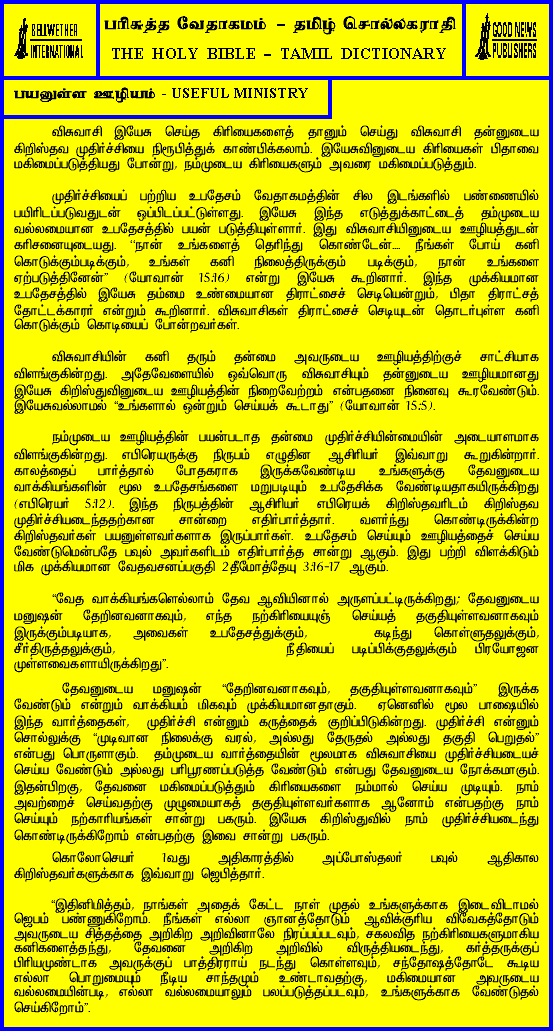 BELLWETHER
INTERNATIONAL
பரிசுத்த வேதாகமம் – தமிழ் சொல்லகராதி
THE HOLY BIBLE – TAMIL DICTIONARY
GOOD NEWS
PUBLISHERS
பயனுள்ள ஊழியம் - USEFUL MINISTRY
விசுவாசி இயேசு செய்த கிரியைகளைத் தானும் செய்து விசுவாசி தன்னுடைய
கிறிஸ்தவ முதிர்ச்சியை நிரூபித்துக் காண்பிக்கலாம். இயேசுவினுடைய கிரியைகள் பிதாவை
மகிமைப்படுத்தியது போன்று, நம்முடைய கிரியைகளும் அவரை மகிமைப்படுத்தும்.
முதிர்ச்சியைப் பற்றிய உபதேசம் வேதாகமத்தின் சில இடங்களில் பண்ணையில்
பயிரிடப்படுவதுடன் ஒப்பிடப்பட்டுள்ளது. இயேசு இந்த எடுத்துக்காட்டைத் தம்முடைய
வல்லமையான உபதேசத்தில் பயன் படுத்தியுள்ளார். இது விசுவாசியினுடைய ஊழியத்துடன்
கரிசனையுடையது. “நான் உங்களைத் தெரிந்து கொண்டேன்.... நீங்கள் போய் கனி
கொடுக்கும்படிக்கும், உங்கள் கனி நிலைத்திருக்கும் படிக்கும், நான் உங்களை
ஏற்படுத்தினேன்” (யோவான் 15:16) என்று இயேசு கூறினார். இந்த முக்கியமான
உபதேசத்தில் இயேசு தம்மை உண்மையான திராட்சைச் செடியென்றும், பிதா திராட்சத்
தோட்டக்காரர் என்றும் கூறினார். விசுவாசிகள் திராட்சைச் செடியுடன் தொடர்புள்ள கனி
கொடுக்கும் கொடியைப் போன்றவர்கள்.
விசுவாசியின் கனி தரும் தன்மை அவருடைய ஊழியத்திற்குச் சாட்சியாக
விளங்குகின்றது. அதேவேளையில் ஒவ்வொரு விசுவாசியும் தன்னுடைய ஊழியமானது
இயேசு கிறிஸ்துவினுடைய ஊழியத்தின் நிறைவேற்றம் என்பதனை நினைவு கூரவேண்டும்.
இயேசுவல்லாமல் “உங்களால் ஒன்றும் செய்யக் கூடாது” (யோவான் 15:5).
நம்முடைய ஊழியத்தின் பயன்படாத தன்மை முதிர்ச்சியின்மையின் அடையாளமாக
விளங்குகின்றது. எபிரெயருக்கு நிருபம் எழுதின ஆசிரியர் இவ்வாறு கூறுகின்றார்.
காலத்தைப் பார்த்தால் போதகராக இருக்கவேண்டிய உங்களுக்கு தேவனுடைய
வாக்கியங்களின் மூல உபதேசங்களை மறுபடியும் உபதேசிக்க வேண்டியதாகயிருக்கிறது
(எபிரெயர் 5:12). இந்த நிருபத்தின் ஆசிரியர் எபிரெயக் கிறிஸ்தவரிடம் கிறிஸ்தவ
முதிர்ச்சியடைந்ததற்கான சான்றை எதிர்பார்த்தார். வளர்ந்து கொண்டிருக்கின்ற
கிறிஸ்தவர்கள் பயனுள்ளவர்களாக இருப்பார்கள். உபதேசம் செய்யும் ஊழியத்தைச் செய்ய
வேண்டுமென்பதே பவுல் அவர்களிடம் எதிர்பார்த்த சான்று ஆகும். இது பற்றி விளக்கிடும்
மிக முக்கியமான வேதவசனப்பகுதி 2தீமோத்தேயு 3:16-17 ஆகும்.
“வேத வாக்கியங்களெல்லாம் தேவ ஆவியினால் அருளப்பட்டிருக்கிறது; தேவனுடைய
மனுஷன் தேறினவனாகவும், எந்த நற்கிரியையுஞ் செய்யத் தகுதியுள்ளவனாகவும்
இருக்கும்படியாக, அவைகள் உபதேசத்துக்கும், கடிந்து கொள்ளுதலுக்கும்,
சீர்திருத்தலுக்கும், நீதியைப் படிப்பிக்குதலுக்கும் பிரயோஜன
முள்ளவைகளாயிருக்கிறது”.
தேவனுடைய மனுஷன் “தேறினவனாகவும், தகுதியுள்ளவனாகவும்” இருக்க
வேண்டும் என்றும் வாக்கியம் மிகவும் முக்கியமானதாகும். ஏனெனில் மூல பாஷையில்
இந்த வார்த்தைகள், முதிர்ச்சி என்னும் கருத்தைக் குறிப்பிடுகின்றது. முதிர்ச்சி என்னும்
சொல்லுக்கு “முடிவான நிலைக்கு வரல், அல்லது தேருதல் அல்லது தகுதி பெறுதல்”
என்பது பொருளாகும். தம்முடைய வார்த்தையின் மூலமாக விசுவாசியை முதிர்ச்சியடையச்
செய்ய வேண்டும் அல்லது பரிபூரணப்படுத்த வேண்டும் என்பது தேவனுடைய நோக்கமாகும்.
இதன்பிறகு, தேவனை மகிமைப்படுத்தும் கிரியைகளை நம்மால் செய்ய முடியும். நாம்
அவற்றைச் செய்வதற்கு முழுமையாகத் தகுதியுள்ளவர்களாக ஆனோம் என்பதற்கு நாம்
செய்யும் நற்காரியங்கள் சான்று பகரும். இயேசு கிறிஸ்துவில் நாம் முதிர்ச்சியடைந்து
கொண்டிருக்கிறோம் என்பதற்கு இவை சான்று பகரும்.
கொலோசெயர் 1வது அதிகாரத்தில் அப்போஸ்தலர் பவுல் ஆதிகால
கிறிஸ்தவர்களுக்காக இவ்வாறு ஜெபித்தார்.
“இதினிமித்தம், நாங்கள் அதைக் கேட்ட நாள் முதல் உங்களுக்காக இடைவிடாமல்
ஜெபம் பண்ணுகிறோம். நீங்கள் எல்லா ஞானத்தோடும் ஆவிக்குரிய விவேகத்தோடும்
அவருடைய சித்தத்தை அறிகிற அறிவினாலே நிரப்பப்படவும், சகலவித நற்கிரியைகளுமாகிய
கனிகளைத்தந்து, தேவனை அறிகிற அறிவில் விருத்தியடைந்து, கர்த்தருக்குப்
பிரியமுண்டாக அவருக்குப் பாத்திரராய் நடந்து கொள்ளவும், சந்தோஷத்தோடே கூடிய
எல்லா பொறுமையும் நீடிய சாந்தமும் உண்டாவதற்கு, மகிமையான அவருடைய
வல்லமையின்படி, எல்லா வல்லமையாலும் பலப்படுத்தப்படவும், உங்களுக்காக வேண்டுதல்
செய்கிறோம்”.